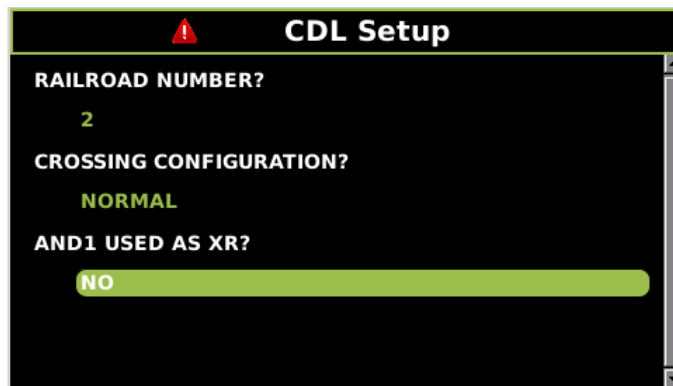 CDL Setup
RAILROAD NUMBER?
2
CROSSING CONFIGURATION?
NORMAL
AND1 USED AS XR?
NO